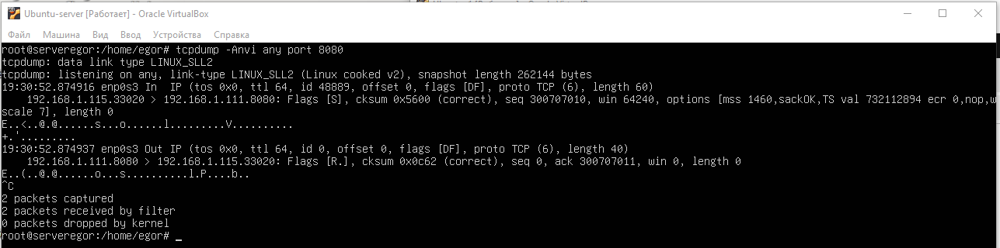 Ubuntu-server [Работает] - Oracle VirtualBox
Файл Машина Вид Ввод Устройства Справка
root@serveregor:/home/egor# tcpdump -Anvi any port 8080
tcpdump: data link type LINUX_SLL2
tcpdump: listening on any, link-type LINUX_SLL2 (Linux cooked v2), snapshot length 262144 bytes
19:30:52.874916 enp0s3 In  IP (tos 0x0, ttl 64, id 48889, offset 0, flags [DF], proto TCP (6), length 60)
    192.168.1.115.33020 > 192.168.1.111.8080: Flags [S], cksum 0x5600 (correct), seq 300707010, win 64240, options [mss 1460,sackOK,TS val 732112894 ecr 0,nop,w
scale 7], length 0
E..<..@.@......s...o......l.........V..........
+.'.........
19:30:52.874937 enp0s3 Out IP (tos 0x0, ttl 64, id 0, offset 0, flags [DF], proto TCP (6), length 40)
    192.168.1.111.8080 > 192.168.1.115.33020: Flags [R.], cksum 0x0c62 (correct), seq 0, ack 300707011, win 0, length 0
E..(..@.@......o...s..........l.P....b..
^C
2 packets captured
2 packets received by filter
0 packets dropped by kernel
root@serveregor:/home/egor# _